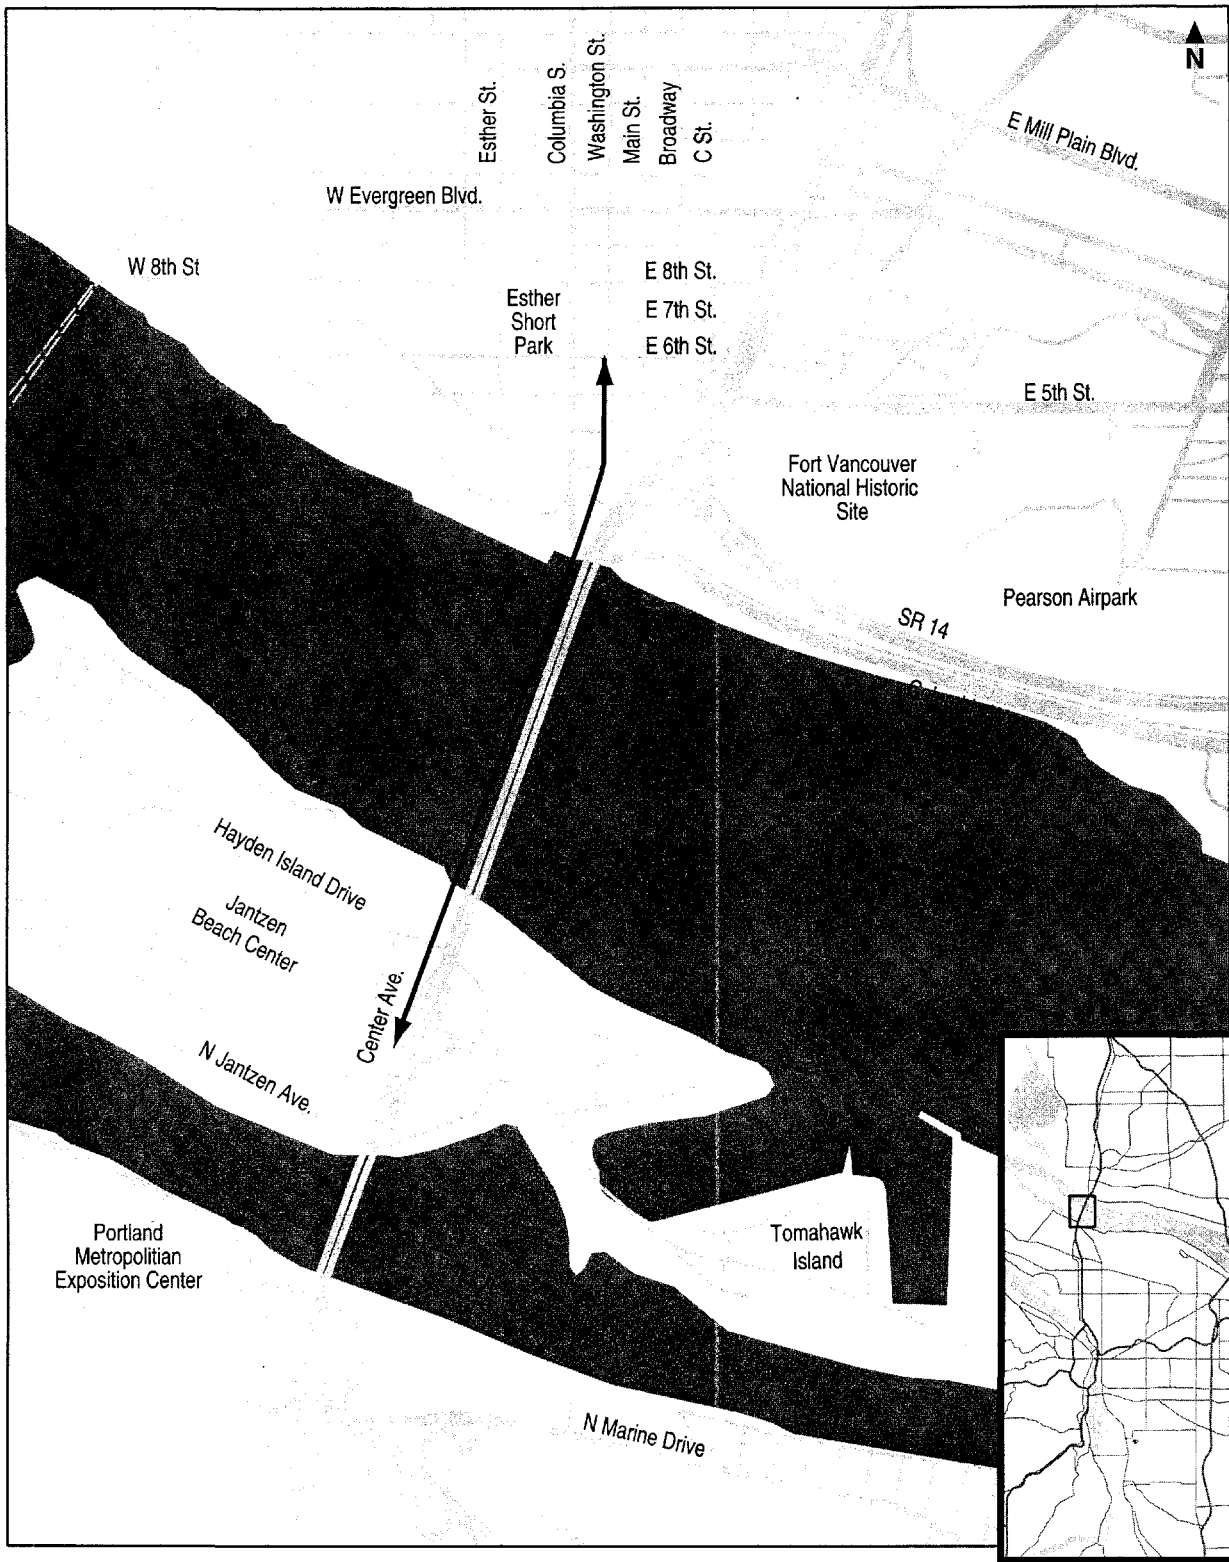 N
Esther St.
Columbia S.
Washington St.
Main St.
Broadway
C St.
E Mill Plain Blvd.
W Evergreen Blvd.
W 8th St
E 8th St.
Esther
Short
Park
E 7th St.
E 6th St.
E 5th St.
Fort Vancouver
National Historic
Site
Pearson Airpark
SR 14
Hayden Island Drive
Jantzen
Beach Center
Center Ave.
N Jantzen Ave.
Portland
Metropolitian
Exposition Center
Tomahawk
Island
N Marine Drive